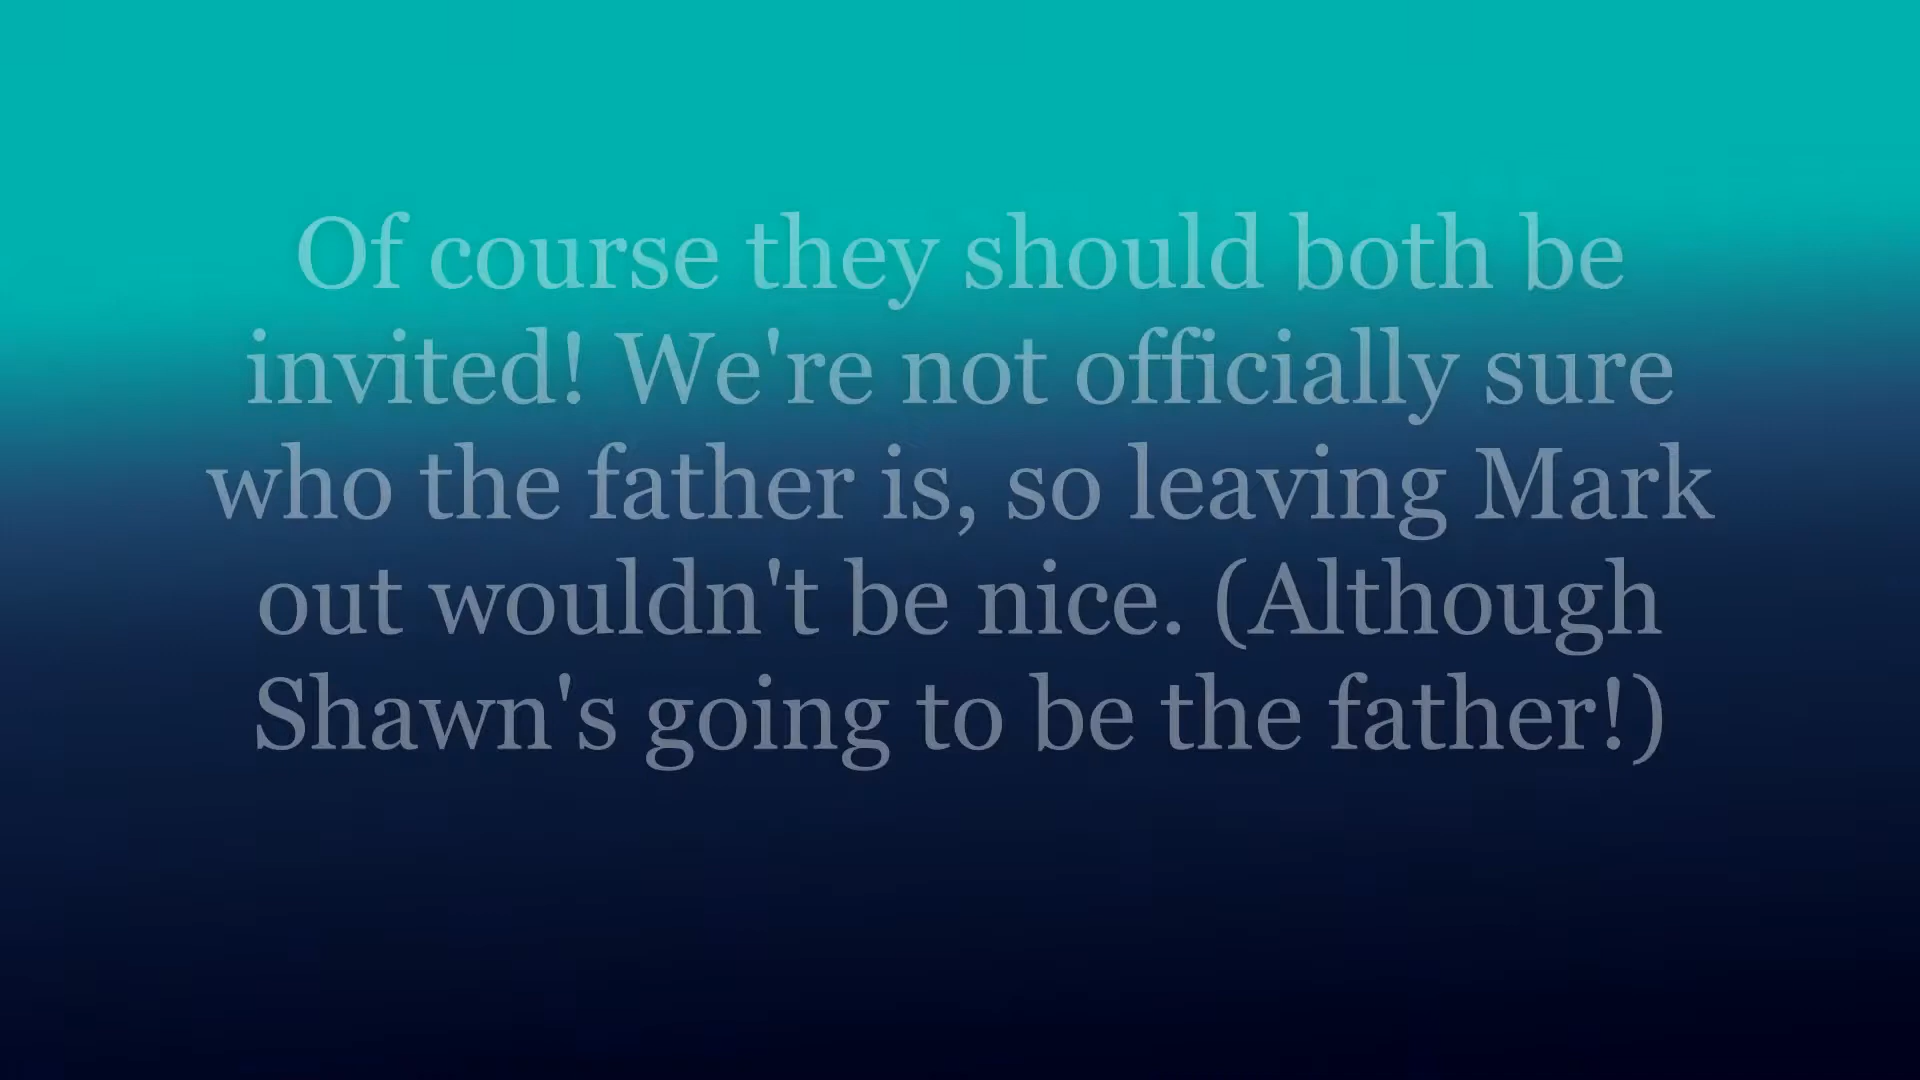 Of course they should both be
invited! We're not officially sure
who the father is, so leaving Mark
out wouldn't be nice. (Although
Shawn's going to be the father!)